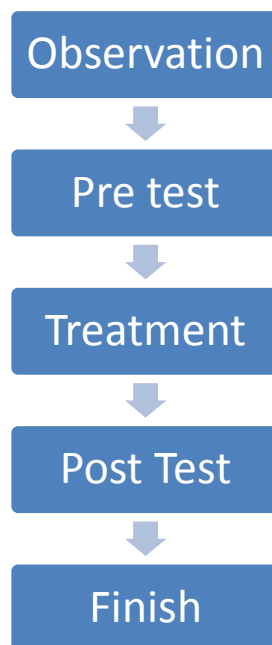 Observation
Pre test
Treatment
Post Test
Finish